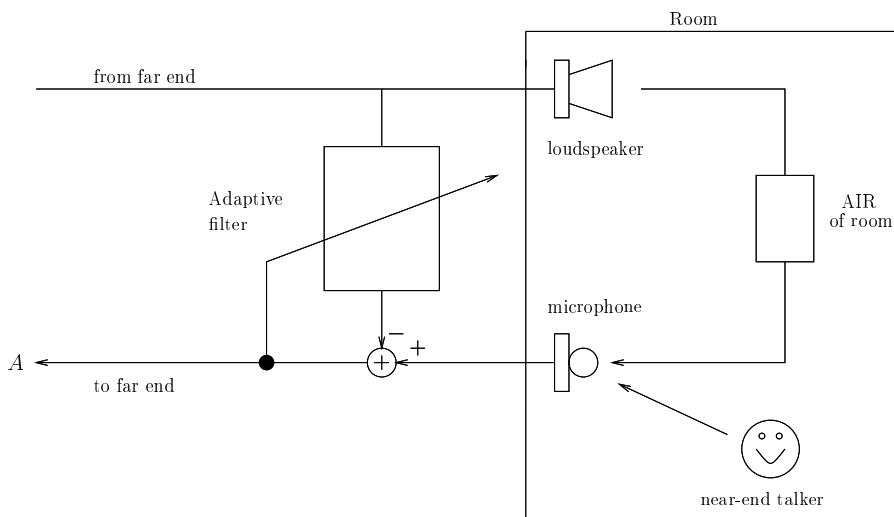 Room
from far end
loudspeaker
Adaptive
filter
AIR
of room
microphone
−
+
+
A
to far end
near-end talker